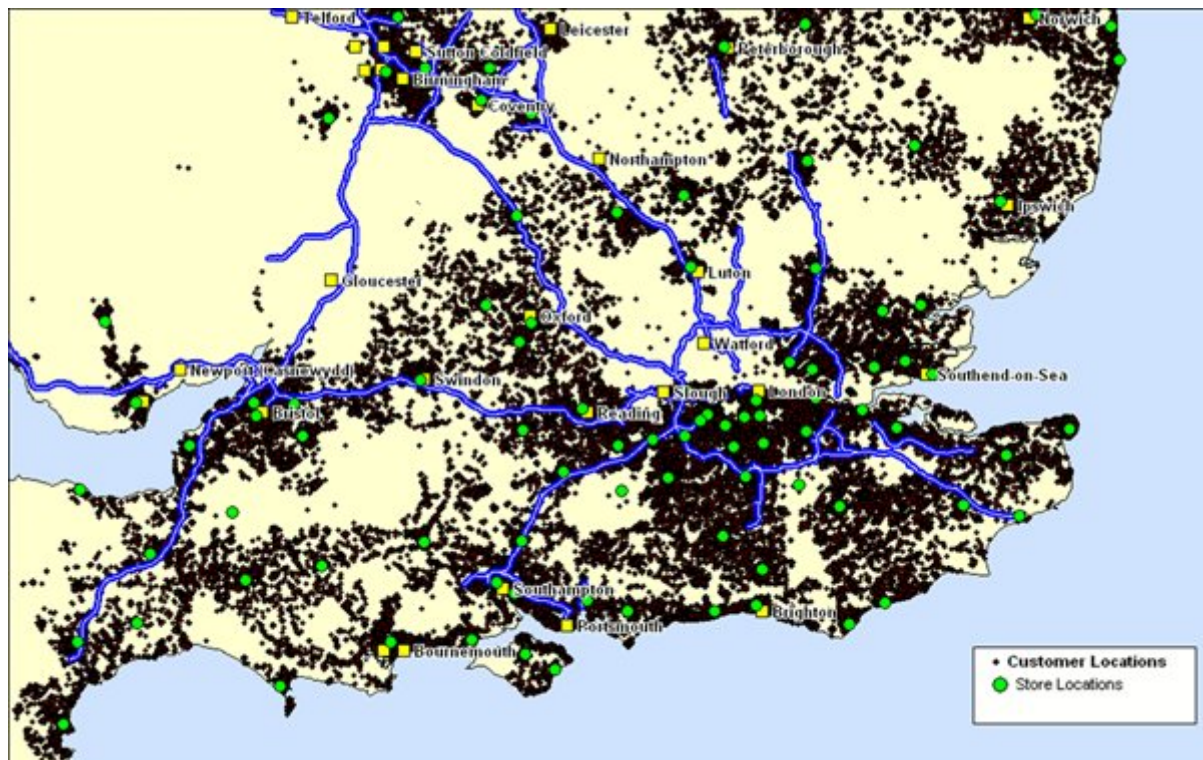 Telford
Leicester
Norwich
Sutton Coldfield
Peterborough
Birmingham
Coventry
Northampton
Ipswich
Gloucester
Luton
Oxford
Watford
Newport (Casnewydd)
Swindon
Slough
London
Southend-on-Sea
Bristol
Reading
Southampton
Portsmouth
Brighton
Bournemouth
Customer Locations
Store Locations